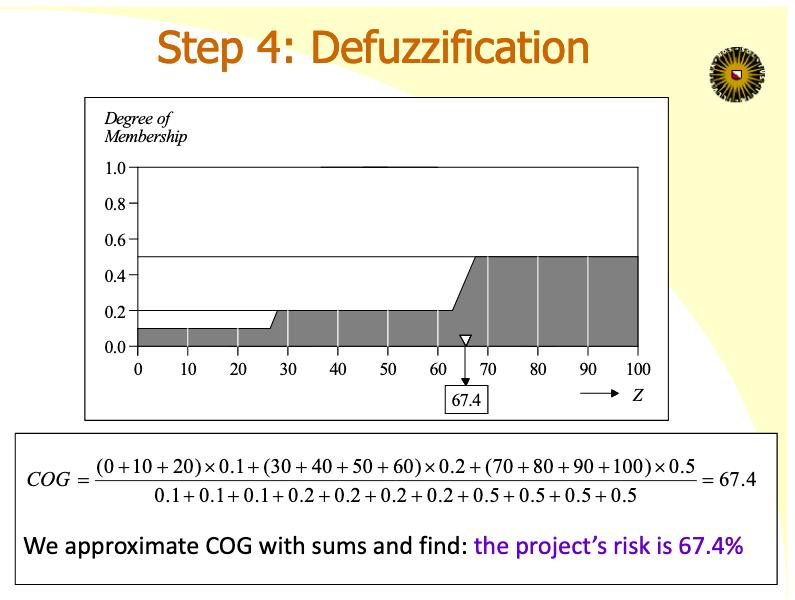 Step 4: Defuzzification
Degree of
Membership
1.0
0.8
0.6
0.4
0.2
0.0
0 10 20 30 40 50 60 70 80 90 100
67.4
Z
(0 + 10 + 20) × 0.1 + (30 + 40 + 50 + 60) × 0.2 + (70 + 80 + 90 + 100) × 0.5
COG = = 67.4
0.1 + 0.1 + 0.1 + 0.2 + 0.2 + 0.2 + 0.2 + 0.5 + 0.5 + 0.5 + 0.5
We approximate COG with sums and find: the project's risk is 67.4%